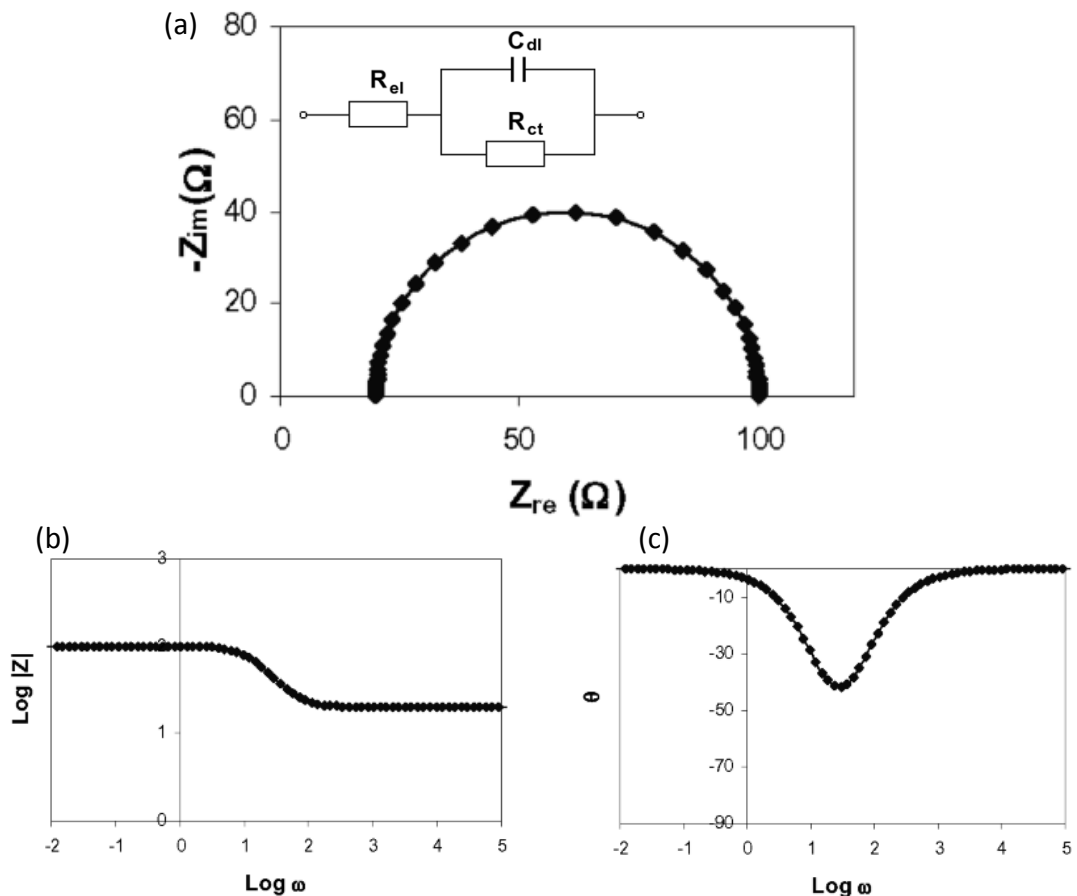 (a)
80
60
40
20
0
-Zim(Ω)
Cdl
Rel
Rct
0 50 100
Zre (Ω)
(b)
3
2
1
0
Log |Z|
-2 -1 0 1 2 3 4 5
Log ω
(c)
-10
-30
-50
-70
-90
θ
-2 -1 0 1 2 3 4 5
Log ω